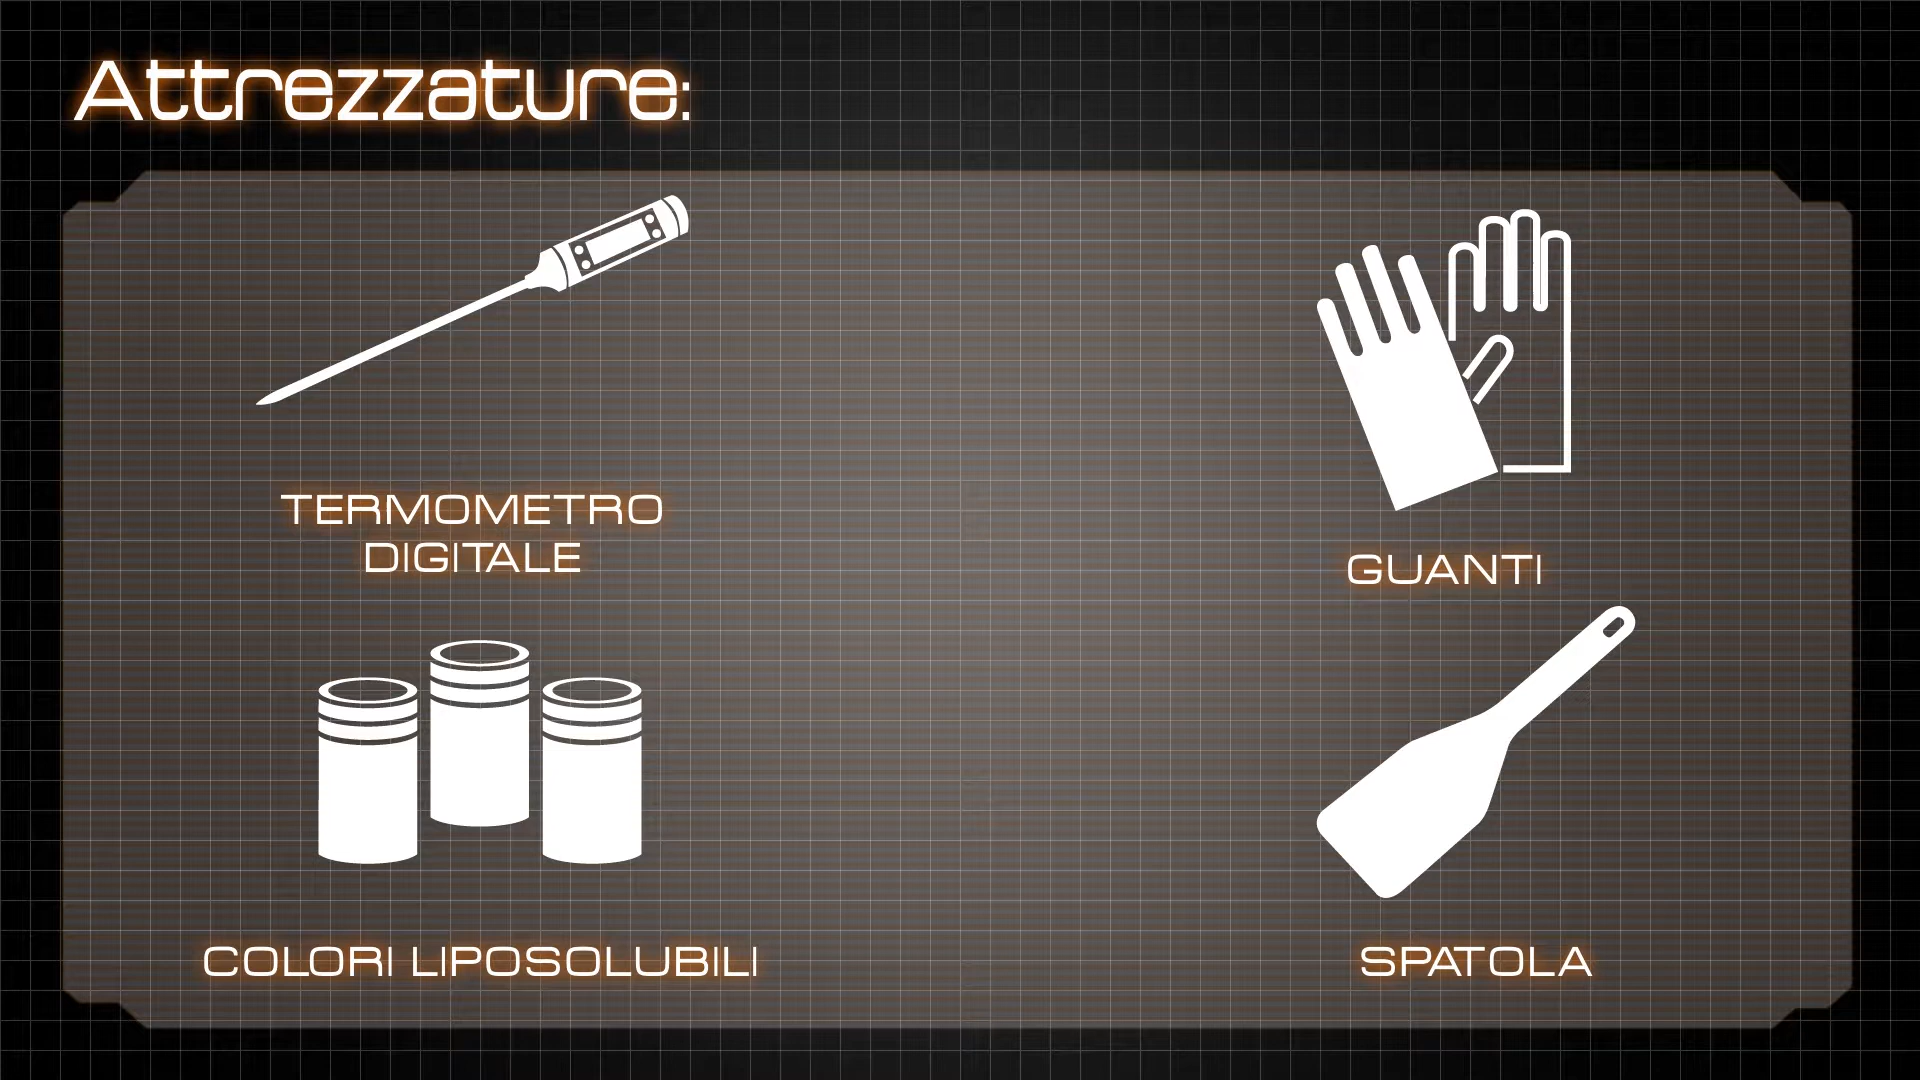 Attrezzature:
TERMOMETRO
DIGITALE
GUANTI
COLORI LIPOSOLUBILI
SPATOLA